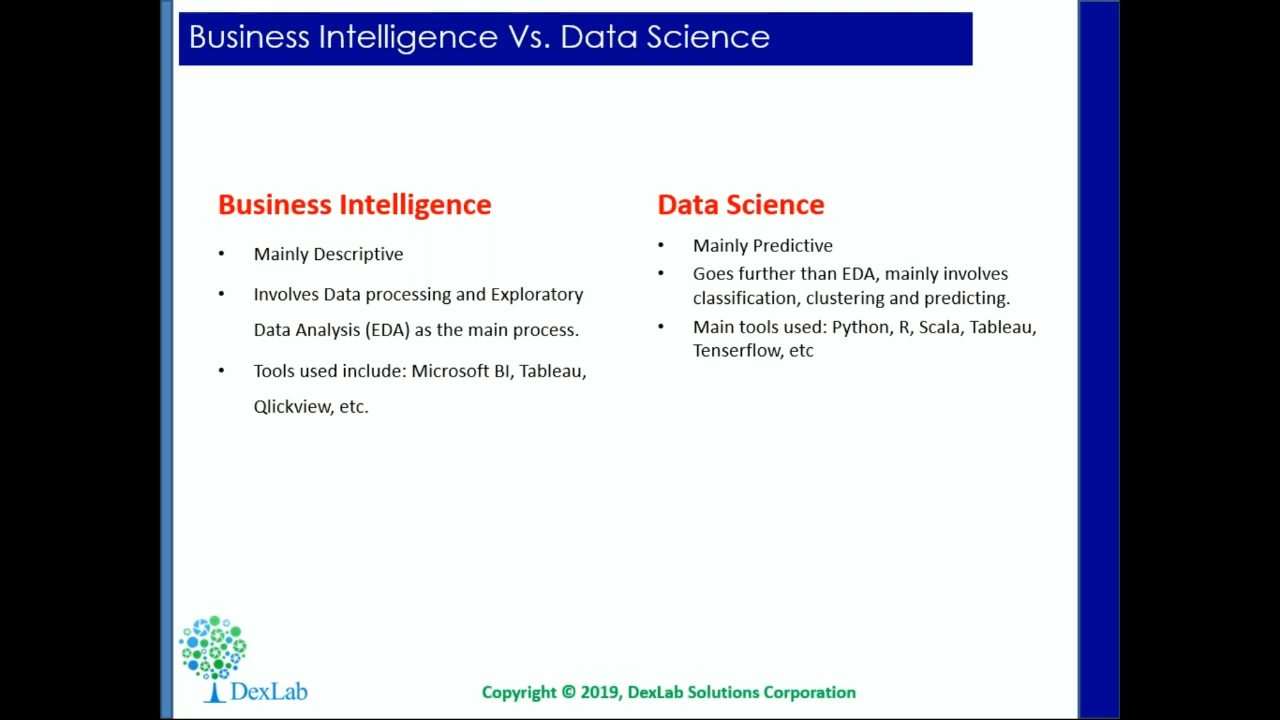 Business Intelligence Vs. Data Science
Business Intelligence
• Mainly Descriptive
• Involves Data processing and Exploratory
Data Analysis (EDA) as the main process.
• Tools used include: Microsoft BI, Tableau,
Qlickview, etc.
Data Science
• Mainly Predictive
• Goes further than EDA, mainly involves
classification, clustering and predicting.
• Main tools used: Python, R, Scala, Tableau,
Tenserflow, etc
DexLab
Copyright © 2019, DexLab Solutions Corporation